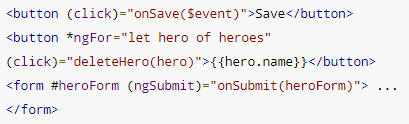 <button (click)="onSave($event)">Save</button>
<button *ngFor="let hero of heroes"
(click)="deleteHero(hero)">{{hero.name}}</button>
<form #heroForm (ngSubmit)="onSubmit(heroForm)"> ...
</form>